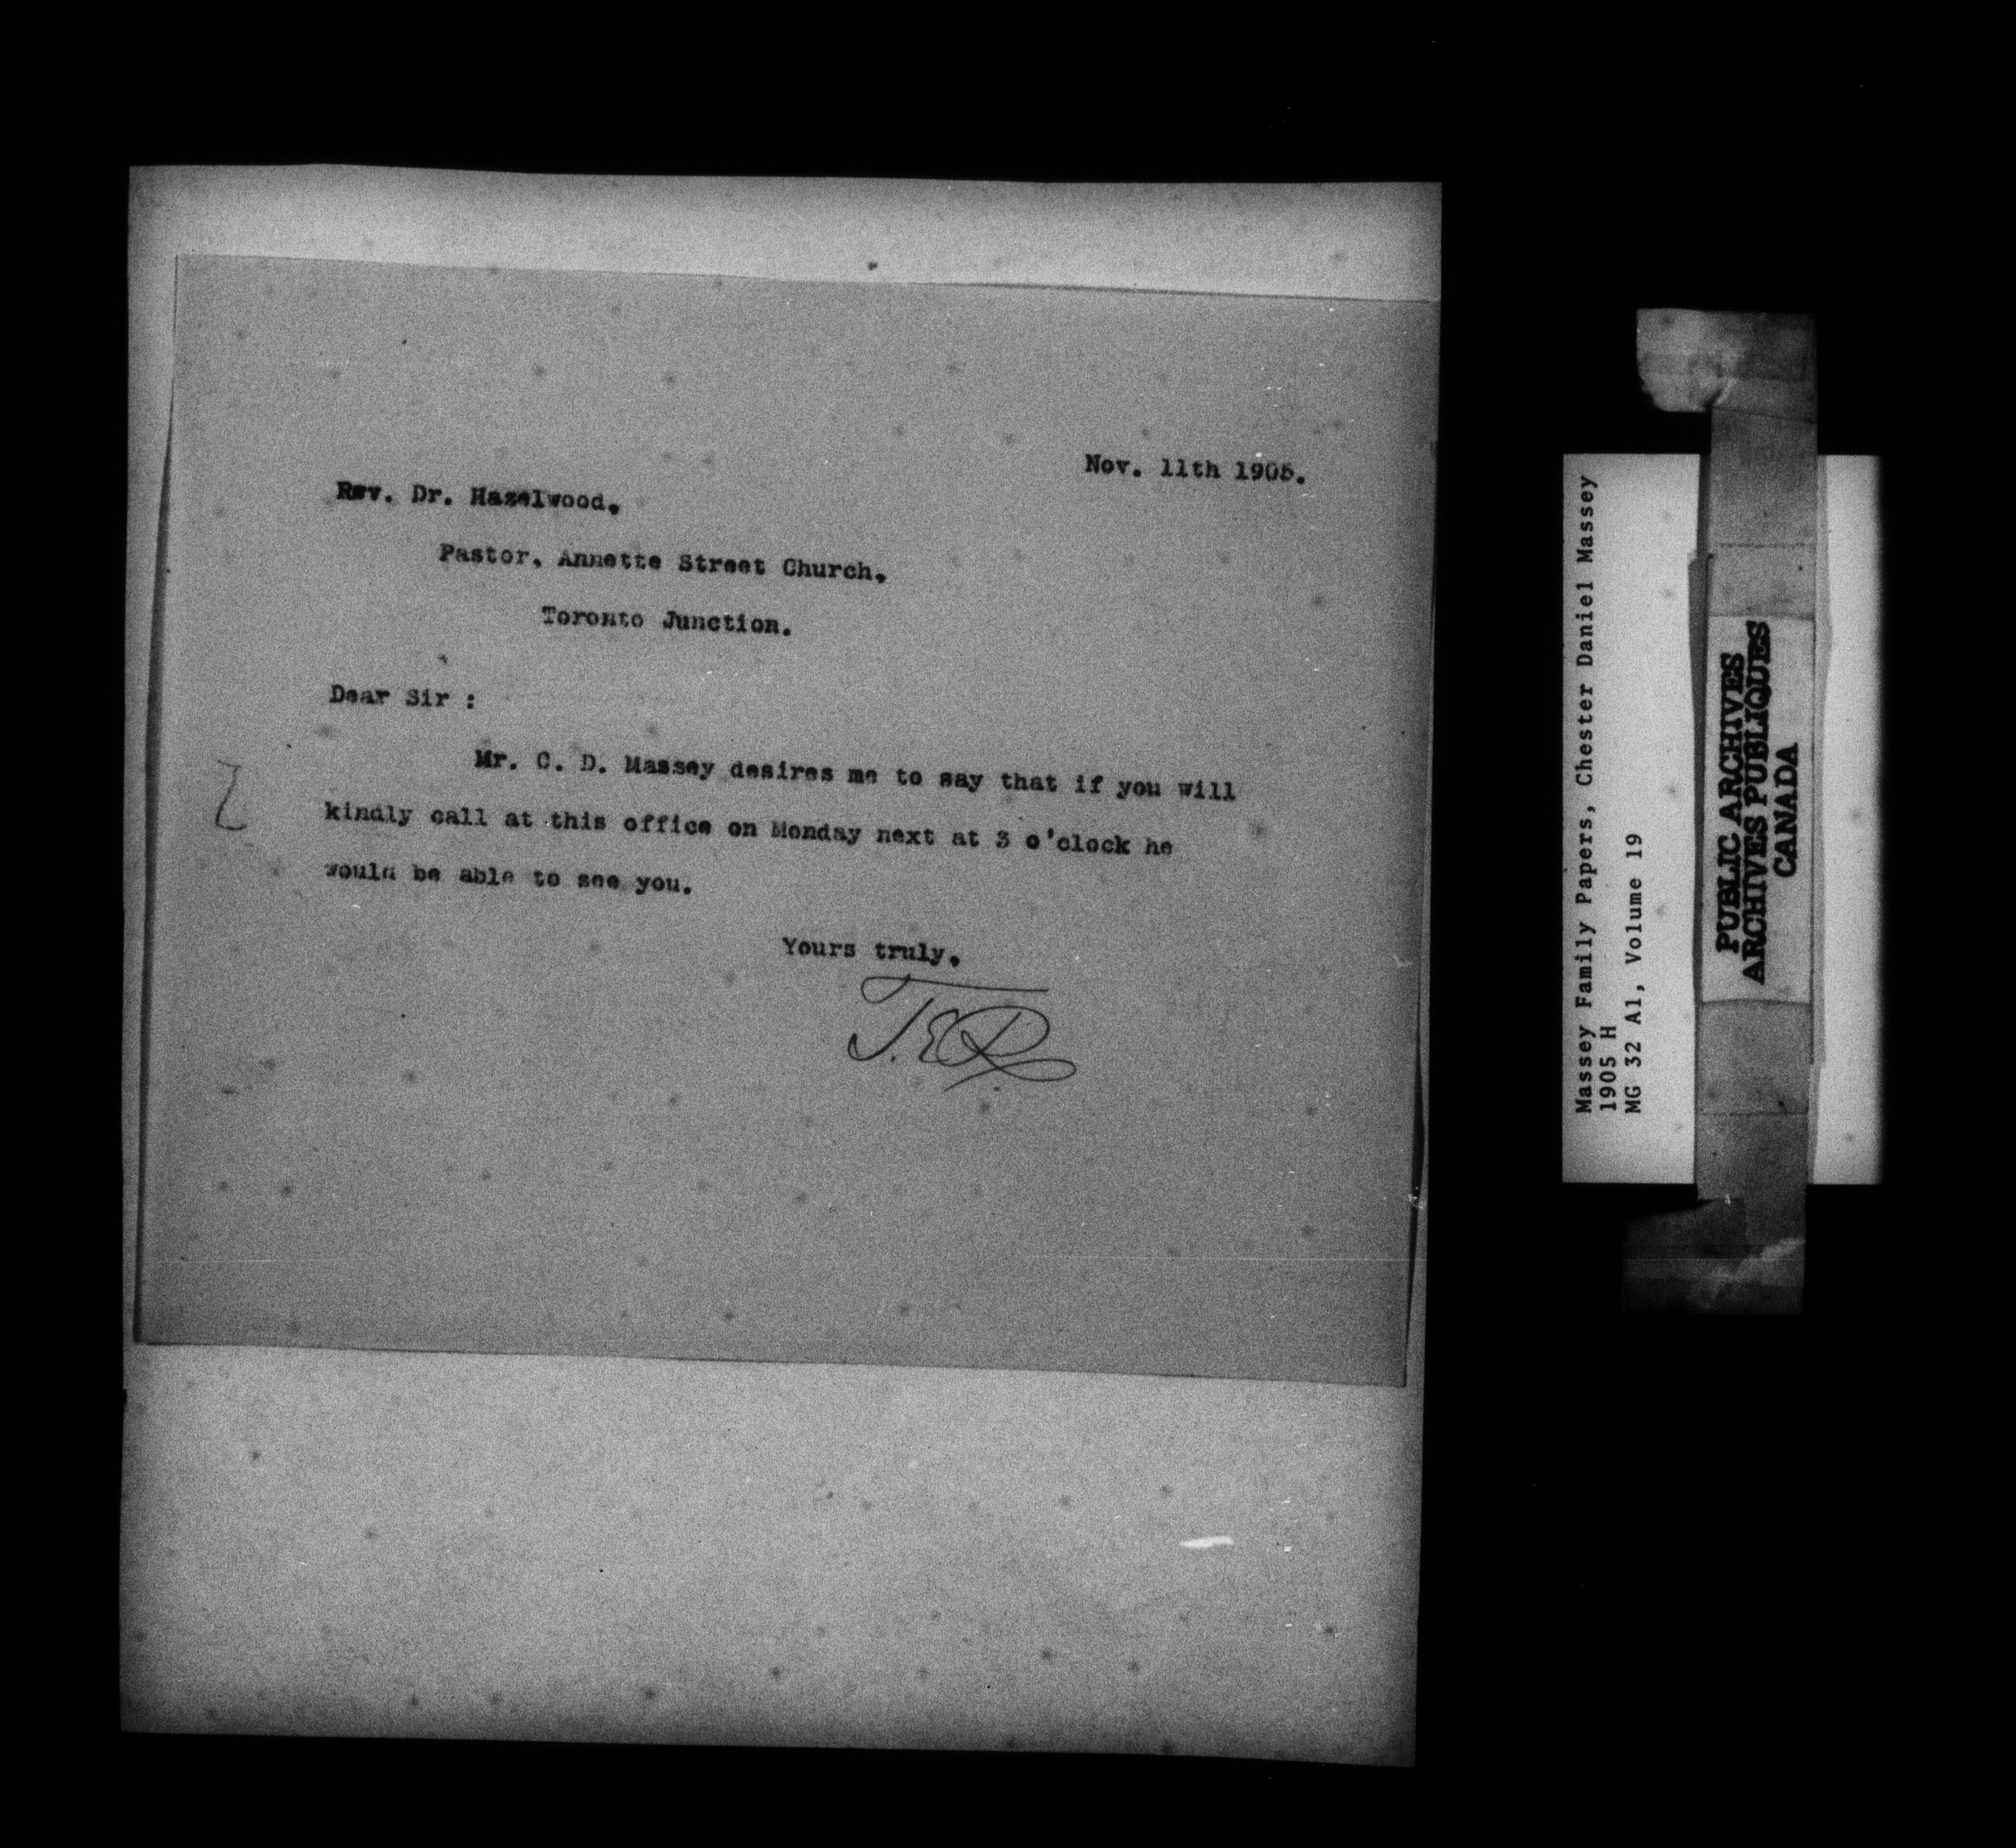 Nov. 11th 1905.
Rev. Dr. Hazelwood,
Pastor, Annette Street Church,
Toronto Junction.
Dear Sir :
Mr. C. D. Massey desires me to say that if you will
kindly call at this office on Monday next at 3 o'clock he
would be able to see you.
Yours truly,
T.E.R.
Massey Family Papers, Chester Daniel Massey
1905 H
MG 32 A1, Volume 19
PUBLIC ARCHIVES
ARCHIVES PUBLIQUES
CANADA